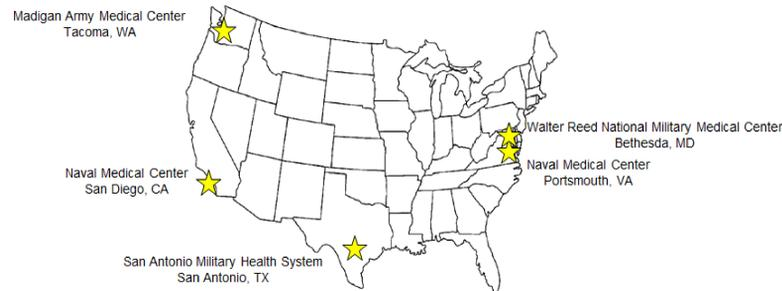 Madigan Army Medical Center
Tacoma, WA
Walter Reed National Military Medical Center
Bethesda, MD
Naval Medical Center
Portsmouth, VA
Naval Medical Center
San Diego, CA
San Antonio Military Health System
San Antonio, TX